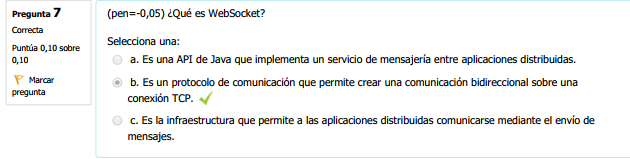 Pregunta 7
Correcta
Puntúa 0,10 sobre
0,10
Marcar
pregunta
(pen=-0,05) ¿Qué es WebSocket?
Selecciona una:
a. Es una API de Java que implementa un servicio de mensajería entre aplicaciones distribuidas.
b. Es un protocolo de comunicación que permite crear una comunicación bidireccional sobre una
conexión TCP.
c. Es la infraestructura que permite a las aplicaciones distribuidas comunicarse mediante el envío de
mensajes.